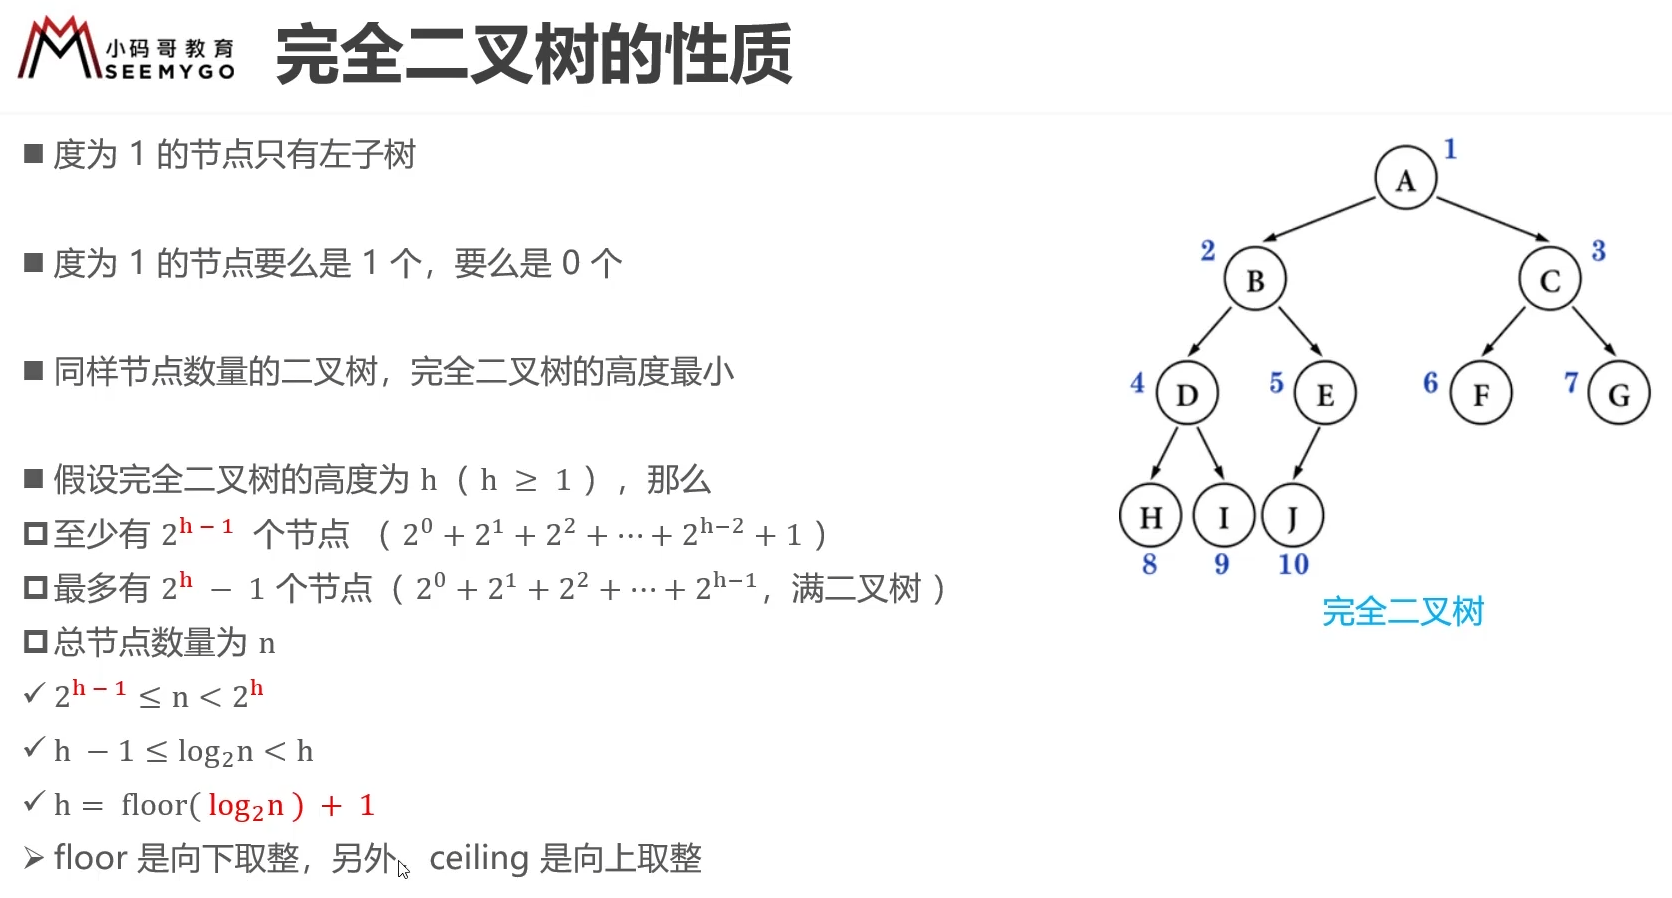 小码哥教育
SEEMYGO
完全二叉树的性质
■ 度为 1 的节点只有左子树
■ 度为 1 的节点要么是 1 个，要么是 0 个
■ 同样节点数量的二叉树，完全二叉树的高度最小
■ 假设完全二叉树的高度为 h（ h ≥ 1 ），那么
至少有 2^{h − 1} 个节点 （ 2^0 + 2^1 + 2^2 + ⋯ + 2^{h−2} + 1 ）
最多有 2^h − 1 个节点（ 2^0 + 2^1 + 2^2 + ⋯ + 2^{h−1}，满二叉树 ）
总节点数量为 n
✓ 2^{h − 1} ≤ n < 2^h
✓ h − 1 ≤ log₂n < h
✓ h = floor( log₂n ) + 1
➢ floor 是向下取整，另外，ceiling 是向上取整
A 1
2 B
C 3
4 D
5 E
6 F
7 G
H I J
8 9 10
完全二叉树